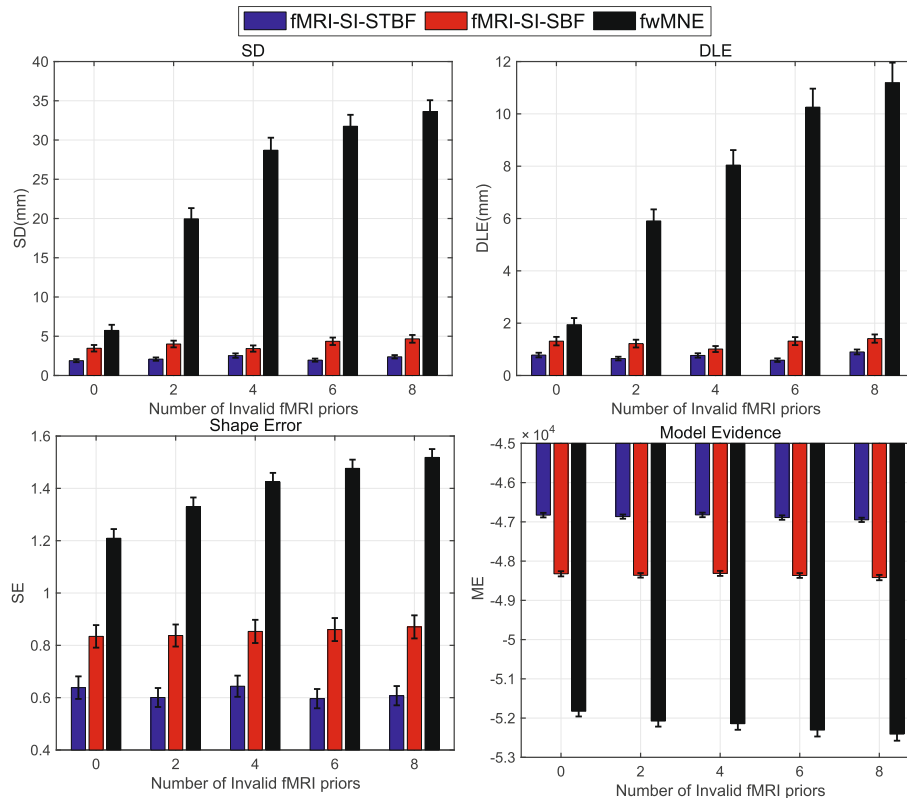 fMRI-SI-STBF fMRI-SI-SBF fwMNE
SD
40
35
30
25
20
15
10
5
0
SD(mm)
0 2 4 6 8
Number of Invalid fMRI priors
DLE
12
10
8
6
4
2
0
DLE(mm)
0 2 4 6 8
Number of Invalid fMRI priors
Shape Error
1.6
1.4
1.2
1
0.8
0.6
0.4
SE
0 2 4 6 8
Number of Invalid fMRI priors
× 10⁴
Model Evidence
-4.5
-4.6
-4.7
-4.8
-4.9
-5
-5.1
-5.2
-5.3
ME
0 2 4 6 8
Number of Invalid fMRI priors